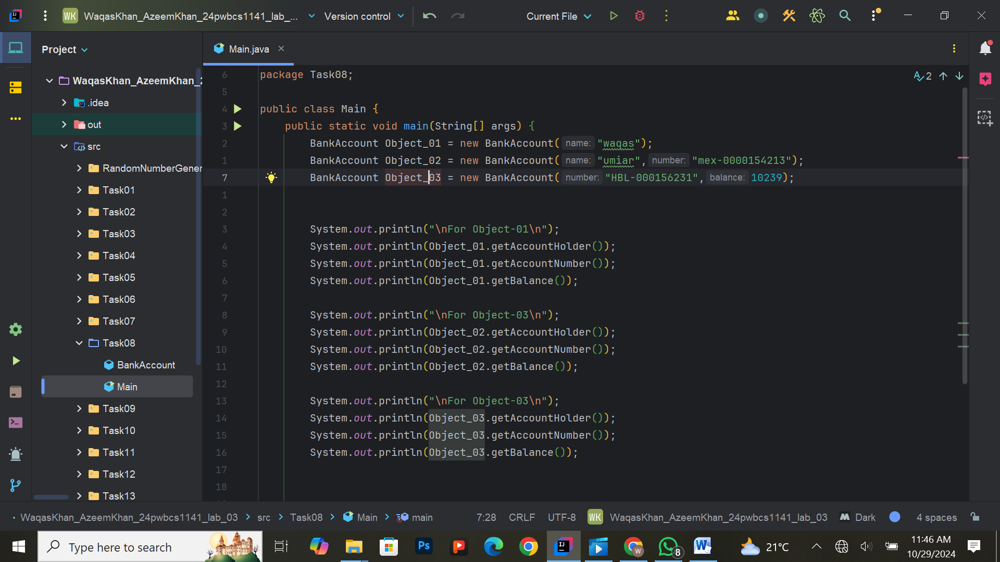 WK WaqasKhan_AzeemKhan_24pwbcs1141_lab_... Version control Current File
Project
Main.java
WaqasKhan_AzeemKhan_2
.idea
out
src
RandomNumberGener
Task01
Task02
Task03
Task04
Task05
Task06
Task07
Task08
BankAccount
Main
Task09
Task10
Task11
Task12
Task13
2
6 package Task08;
5
4 public class Main {
3 public static void main(String[] args) {
2 BankAccount Object_01 = new BankAccount( name: "waqas");
1 BankAccount Object_02 = new BankAccount( name: "umiar", number: "mex-0000154213");
7 BankAccount Object_03 = new BankAccount( number: "HBL-000156231", balance: 10239);
1
2
3 System.out.println("\nFor Object-01\n");
4 System.out.println(Object_01.getAccountHolder());
5 System.out.println(Object_01.getAccountNumber());
6 System.out.println(Object_01.getBalance());
7
8 System.out.println("\nFor Object-03\n");
9 System.out.println(Object_02.getAccountHolder());
10 System.out.println(Object_02.getAccountNumber());
11 System.out.println(Object_02.getBalance());
12
13 System.out.println("\nFor Object-03\n");
14 System.out.println(Object_03.getAccountHolder());
15 System.out.println(Object_03.getAccountNumber());
16 System.out.println(Object_03.getBalance());
17
18
WaqasKhan_AzeemKhan_24pwbcs1141_lab_03 > src > Task08 > Main > main 7:28 CRLF UTF-8 WK WaqasKhan_AzeemKhan_24pwbcs1141_lab_03 Dark 4 spaces
Type here to search Ps IJ W 8 W 21°C 11:46 AM
10/29/2024